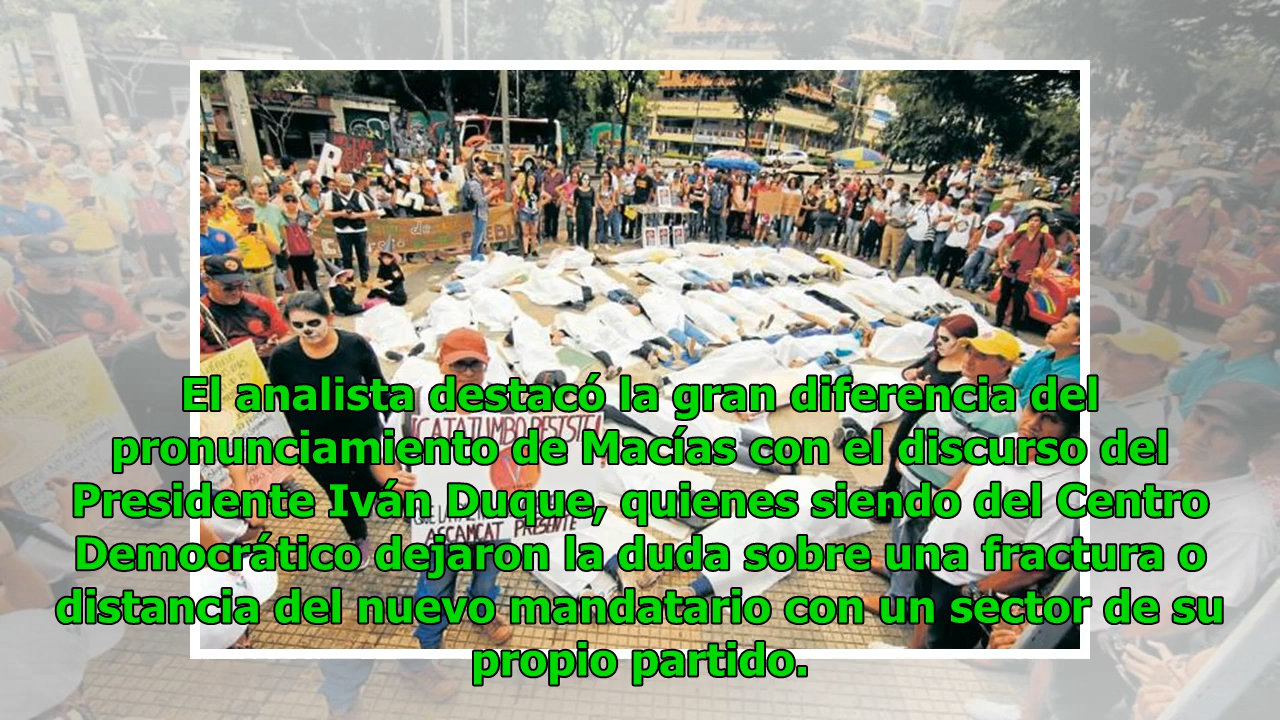 El analista destacó la gran diferencia del
pronunciamiento de Macías con el discurso del
Presidente Iván Duque, quienes siendo del Centro
Democrático dejaron la duda sobre una fractura o
distancia del nuevo mandatario con un sector de su
propio partido.
¡CATATUMBO RESISTE!
ASCAMCAT PRESENTE